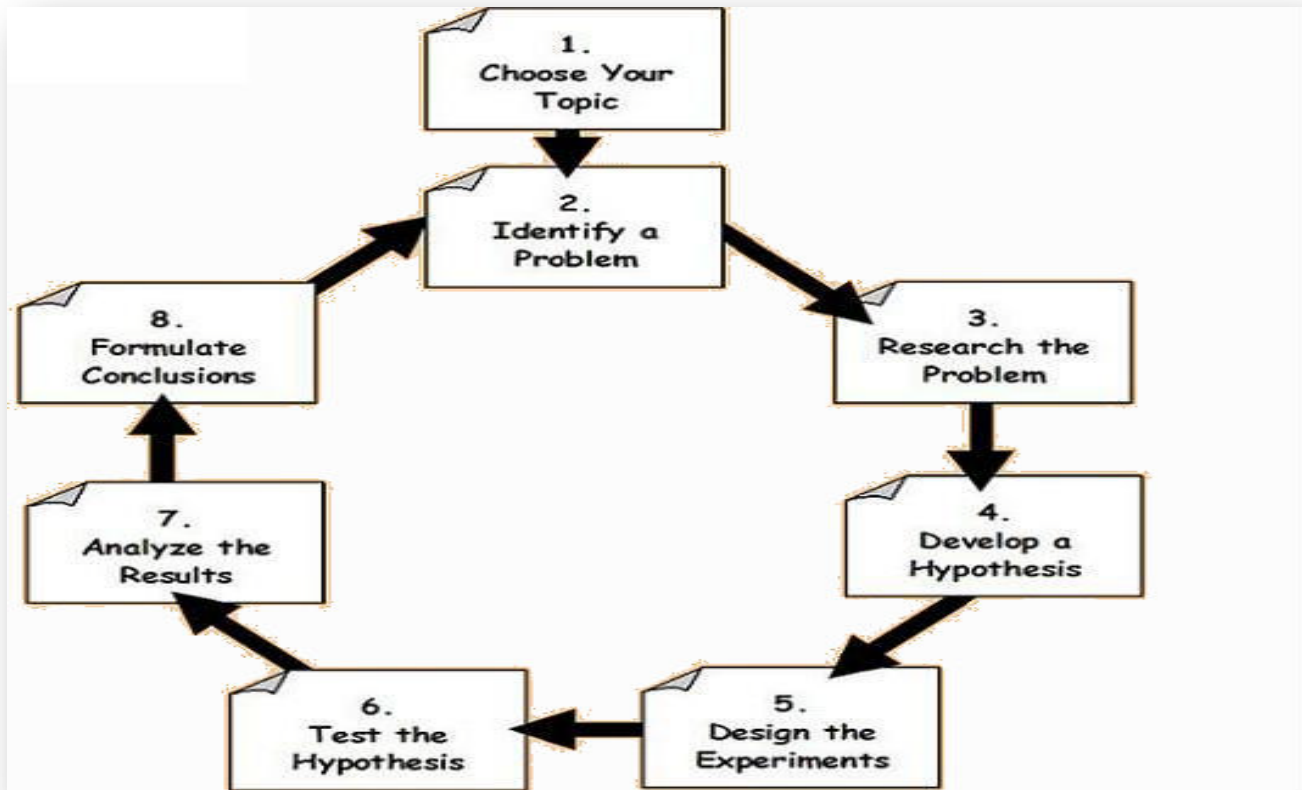 1.
Choose Your
Topic
2.
Identify a
Problem
3.
Research the
Problem
4.
Develop a
Hypothesis
5.
Design the
Experiments
6.
Test the
Hypothesis
7.
Analyze the
Results
8.
Formulate
Conclusions